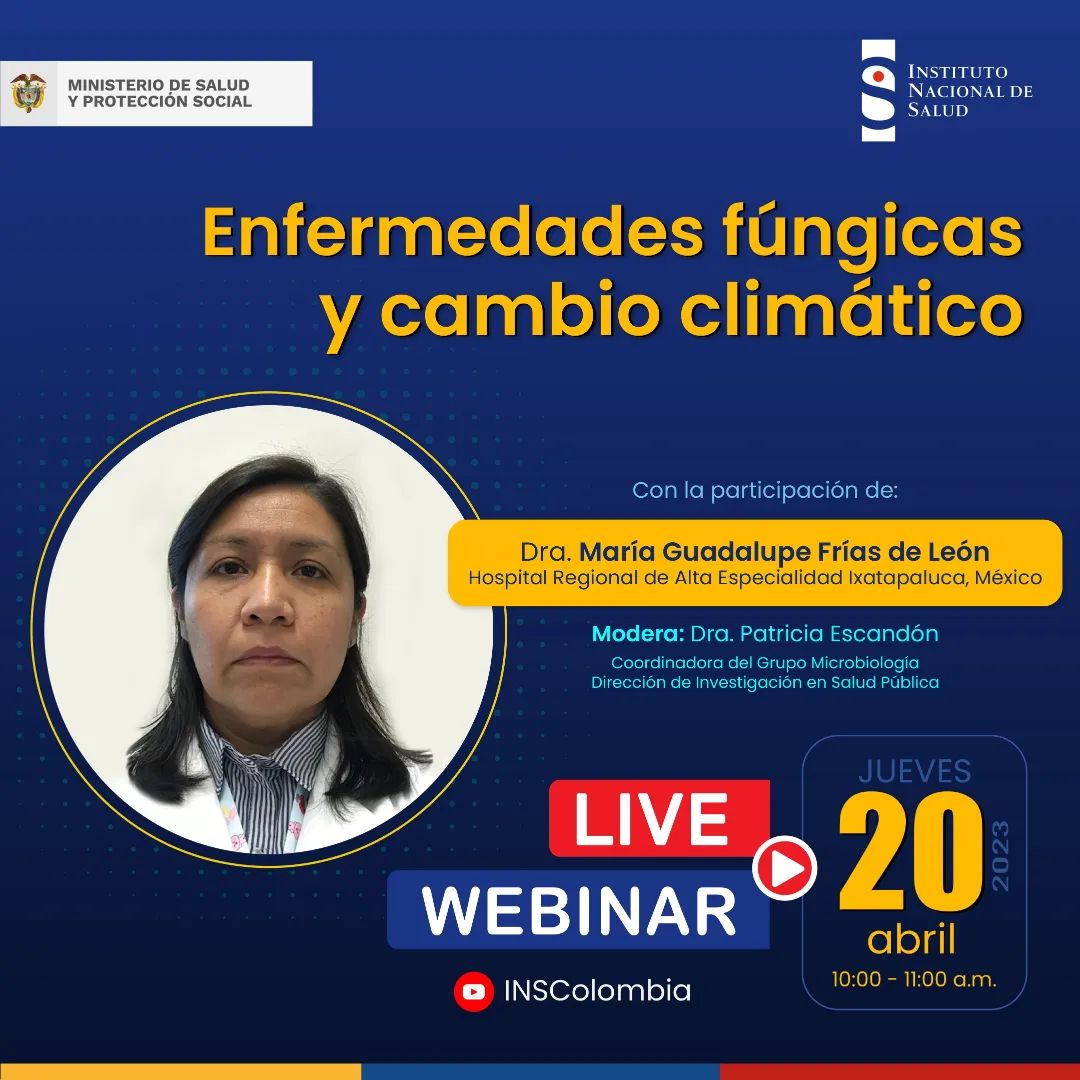 MINISTERIO DE SALUD
Y PROTECCIÓN SOCIAL
INSTITUTO
NACIONAL DE
SALUD
Enfermedades fúngicas
y cambio climático
Con la participación de:
Dra. María Guadalupe Frías de León
Hospital Regional de Alta Especialidad Ixatapaluca, México
Modera: Dra. Patricia Escandón
Coordinadora del Grupo Microbiología
Dirección de Investigación en Salud Pública
LIVE
WEBINAR
INSColombia
JUEVES
20
2023
abril
10:00 - 11:00 a.m.